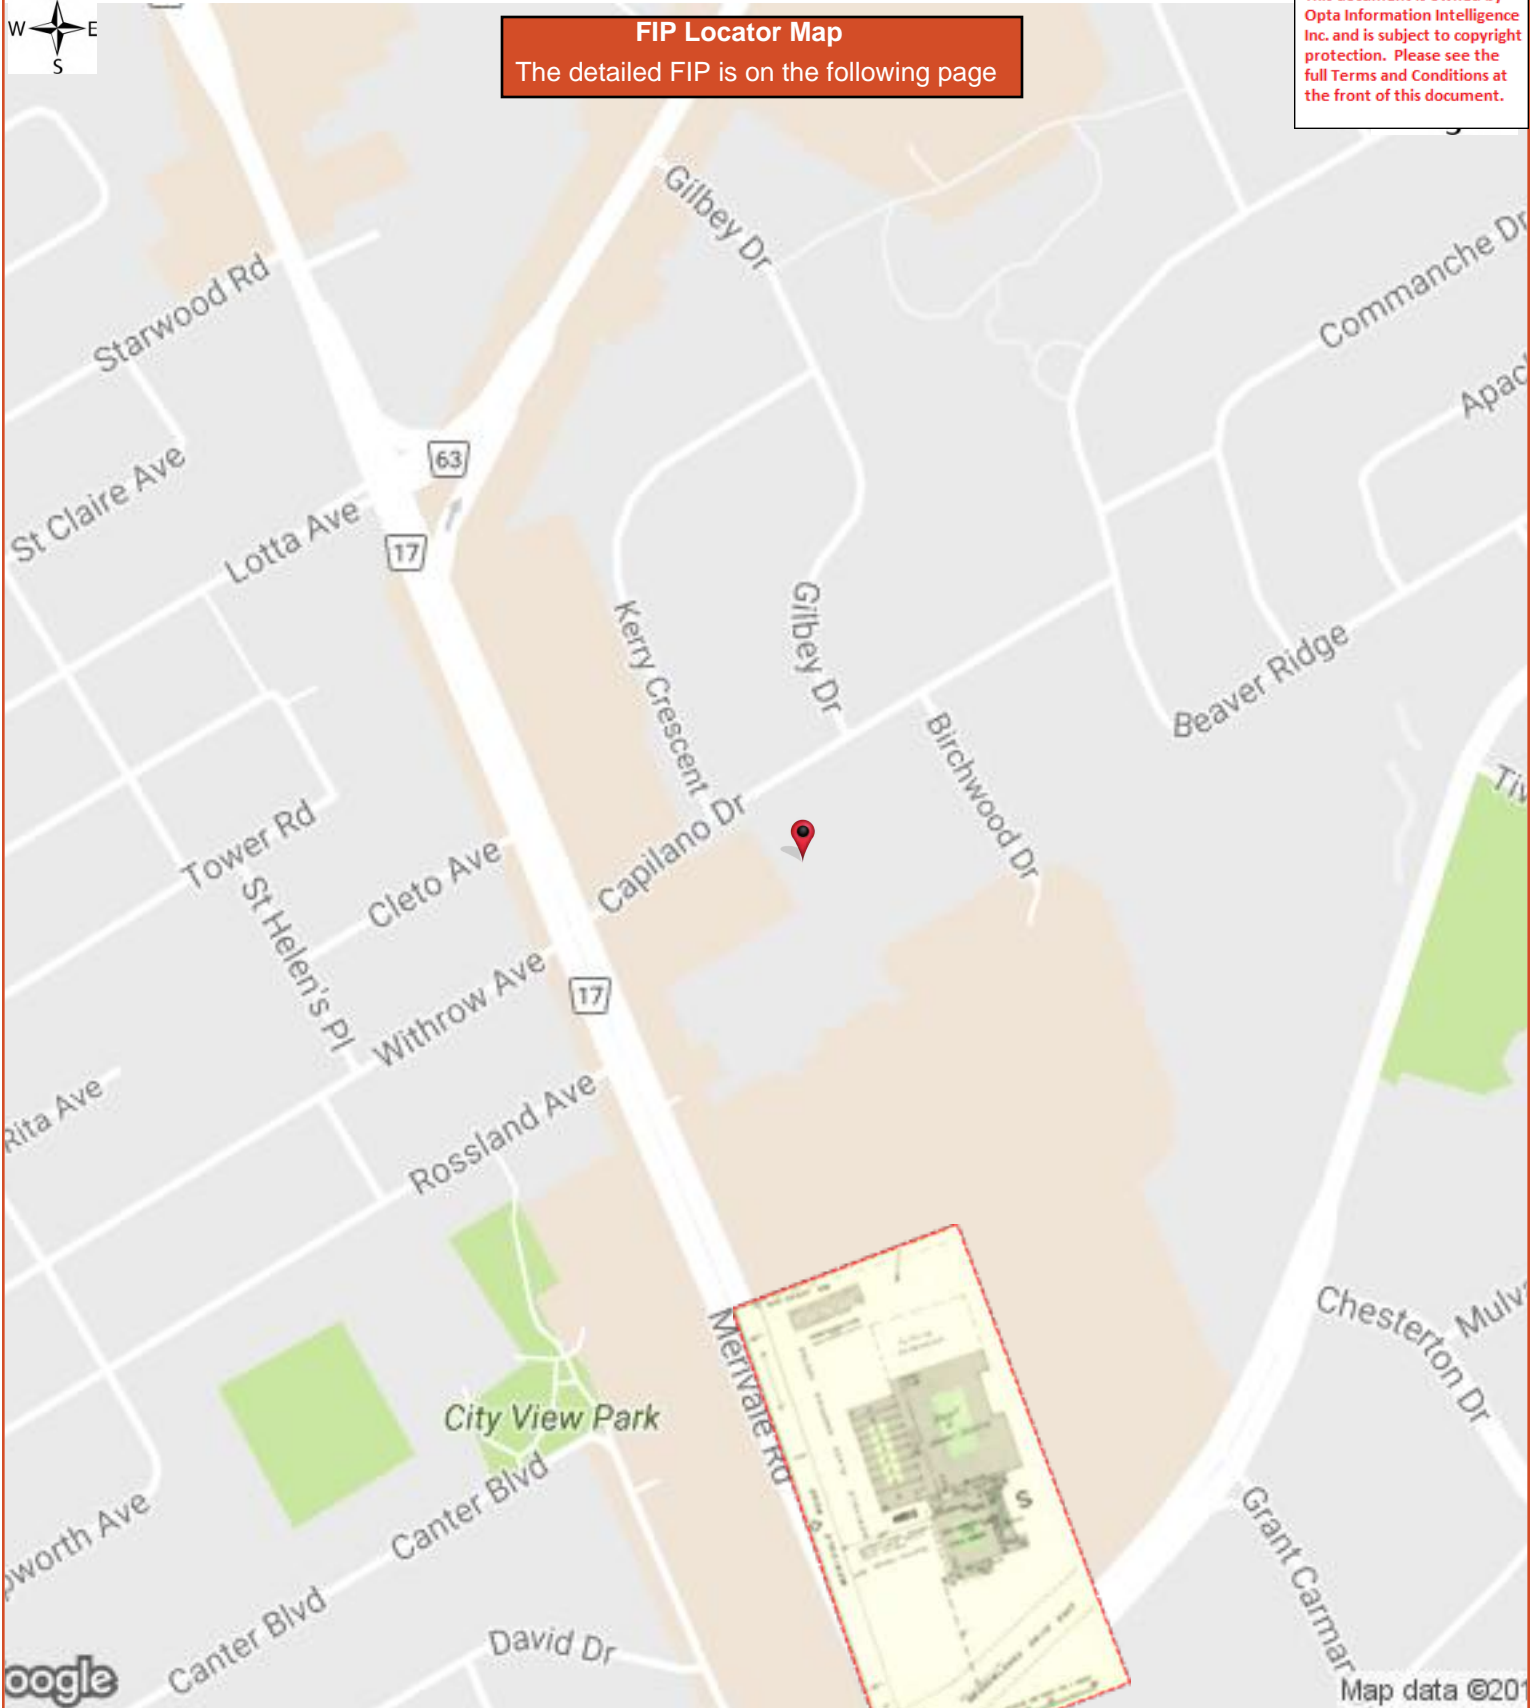 W E
S
FIP Locator Map
The detailed FIP is on the following page
Opta Information Intelligence
Inc. and is subject to copyright
protection. Please see the
full Terms and Conditions at
the front of this document.
Gilbey Dr
Starwood Rd
Commanche Dr
St Claire Ave
63
Lotta Ave
17
Kerry Crescent
Gilbey Dr
Beaver Ridge
Birchwood Dr
Capilano Dr
Tower Rd
Cleto Ave
St Helen's Pl
Withrow Ave
17
Rita Ave
Rossland Ave
Merivale Rd
Chesterton Dr
City View Park
S
Canter Blvd
Grant Carmar
Canter Blvd
David Dr
oogle
Map data ©201